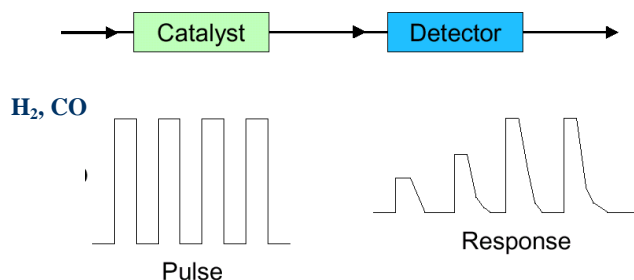 Catalyst
Detector
H₂, CO
Response
Pulse